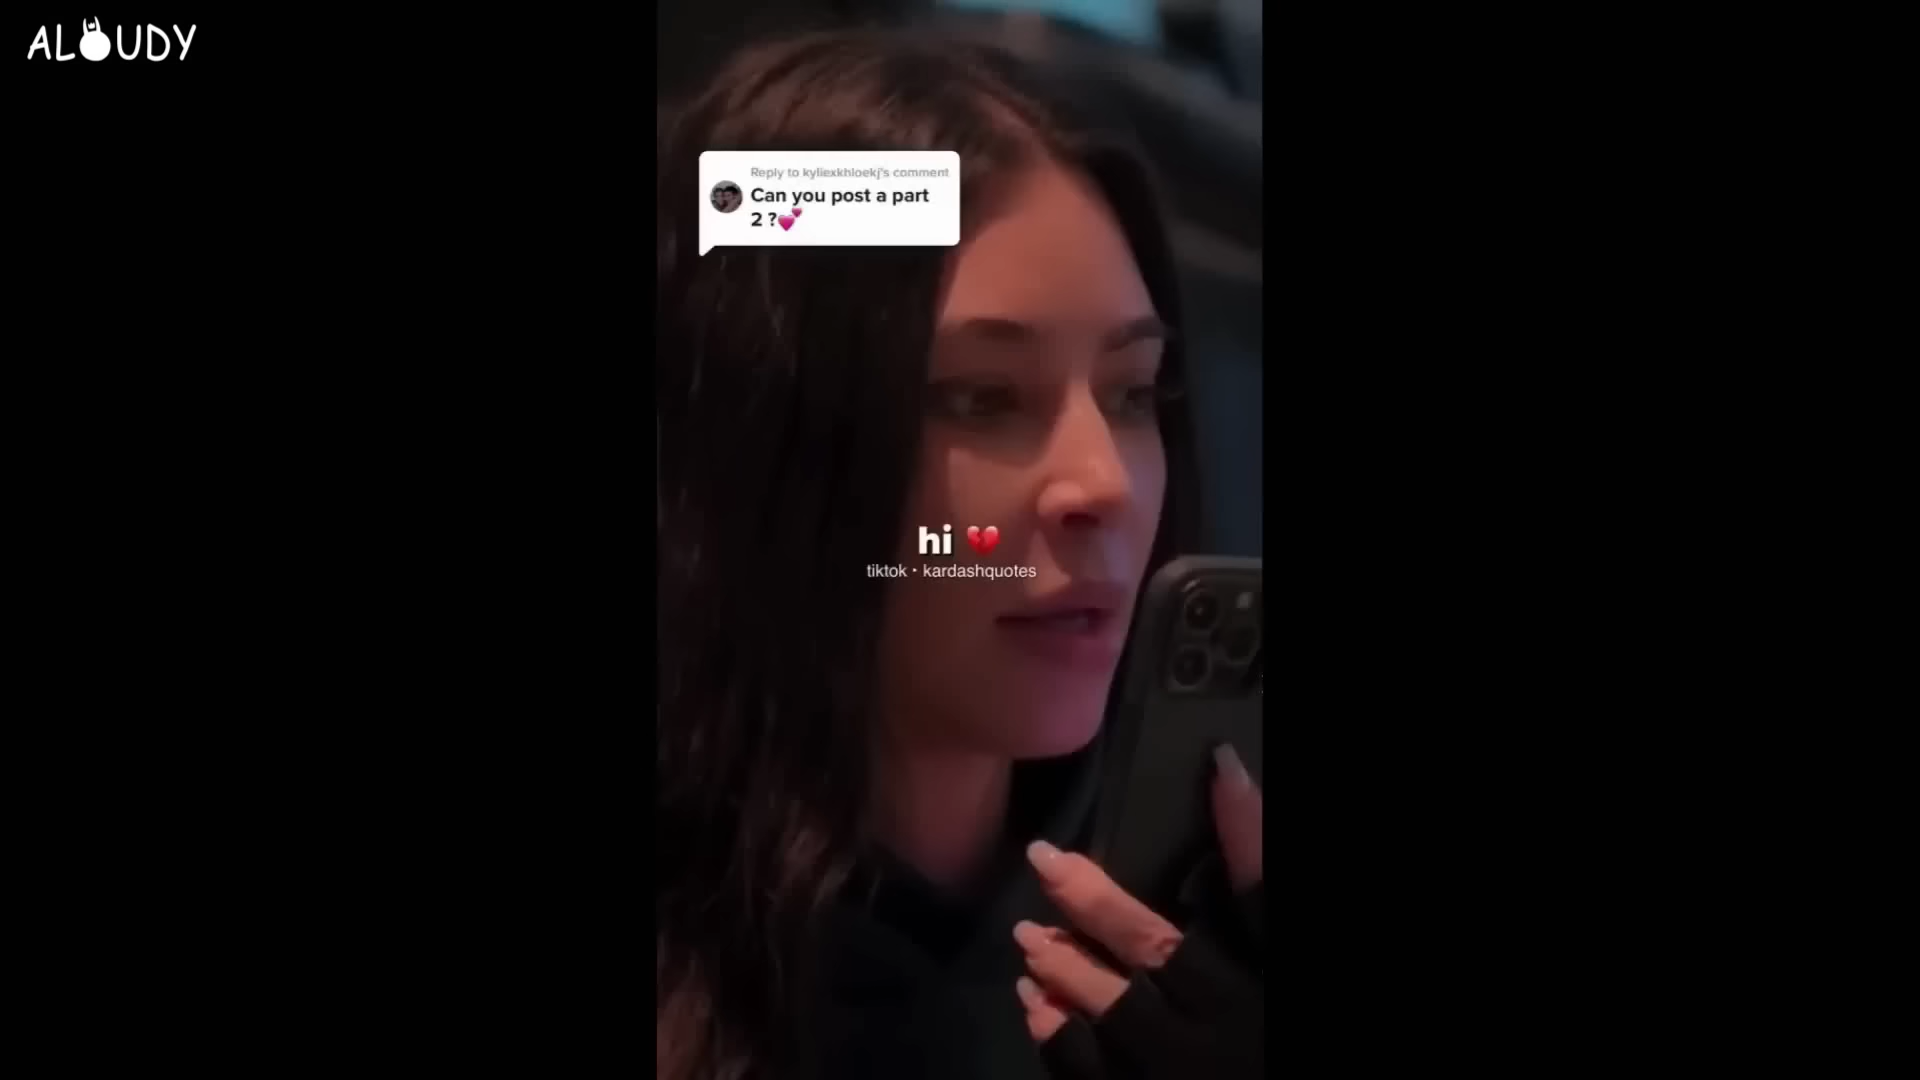 ALOUDY
Reply to kyliexkhloekj's comment
Can you post a part
2 ?💕
hi 💔
tiktok • kardashquotes